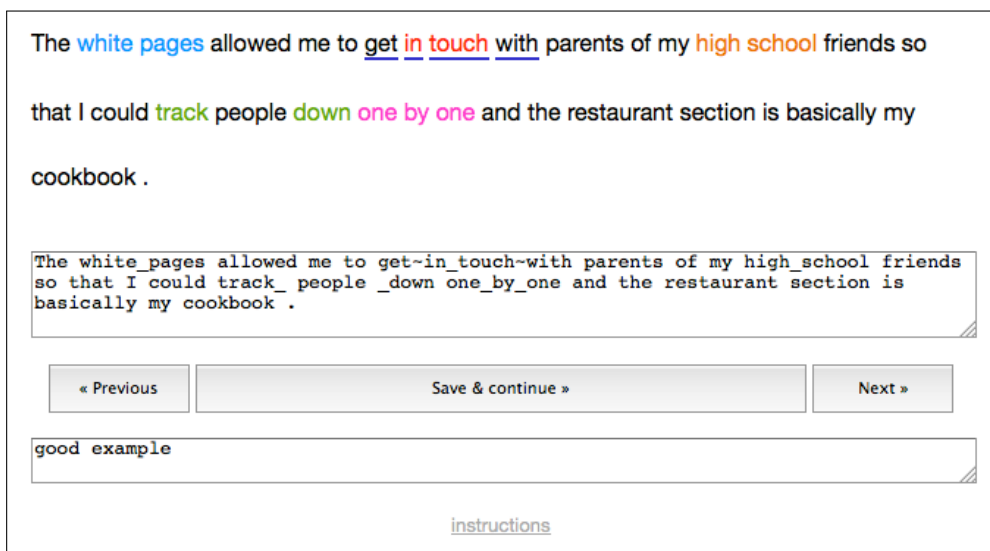 The white pages allowed me to get in touch with parents of my high school friends so
that I could track people down one by one and the restaurant section is basically my
cookbook .
The white_pages allowed me to get~in_touch~with parents of my high_school friends
so that I could track_ people _down one_by_one and the restaurant section is
basically my cookbook .
« Previous
Save & continue »
Next »
good example
instructions